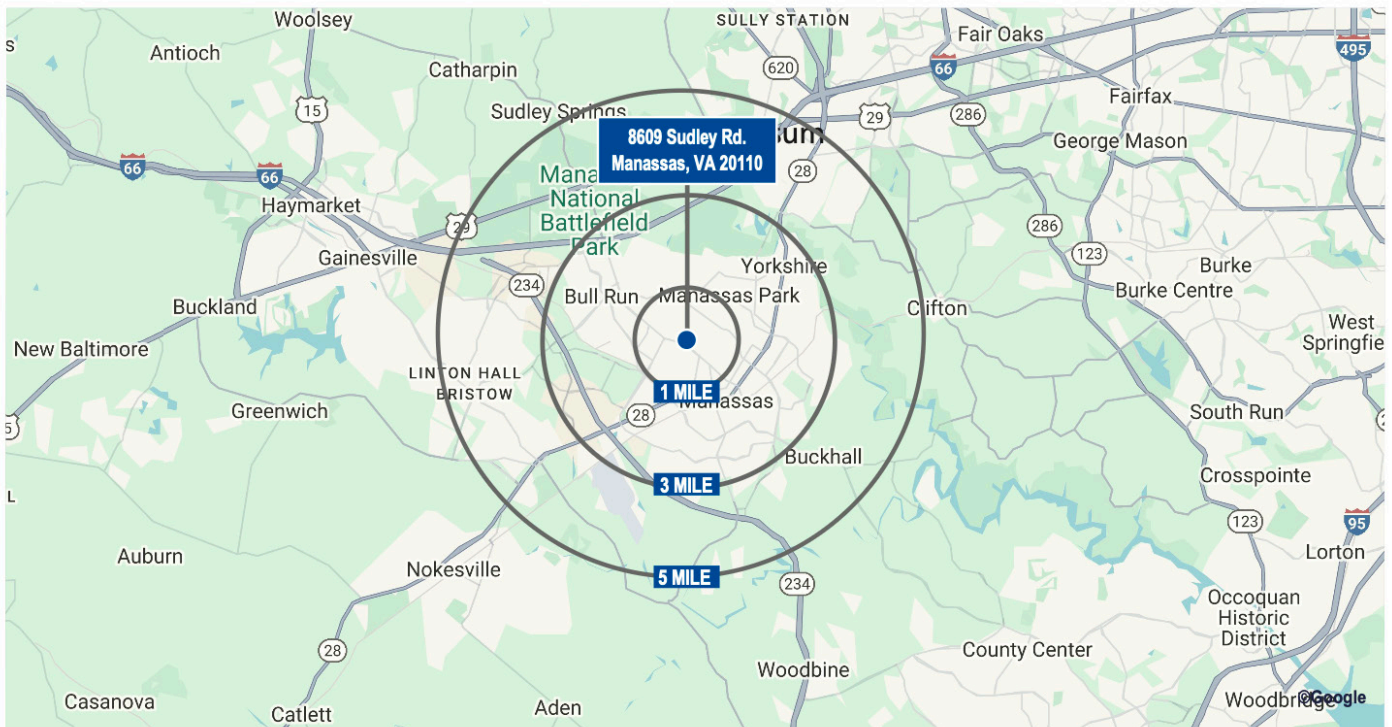 Woolsey
SULLY STATION
Fair Oaks
495
Antioch
620
66
Catharpin
15
Fairfax
Sudley Springs
29
286
8609 Sudley Rd.
Manassas, VA 20110
George Mason
66
66
28
Mana
National
Battlefield
Park
Haymarket
29
286
123
Gainesville
Yorkshire
Burke
234
Bull Run
Manassas Park
Burke Centre
Buckland
Clifton
West
Springfie
New Baltimore
LINTON HALL
BRISTOW
1 MILE
Manassas
Greenwich
28
South Run
Buckhall
3 MILE
Crosspointe
123
95
Auburn
Nokesville
5 MILE
234
Lorton
Occoquan
Historic
District
28
County Center
Woodbine
Casanova
Catlett
Aden
Woodbridge
©Google